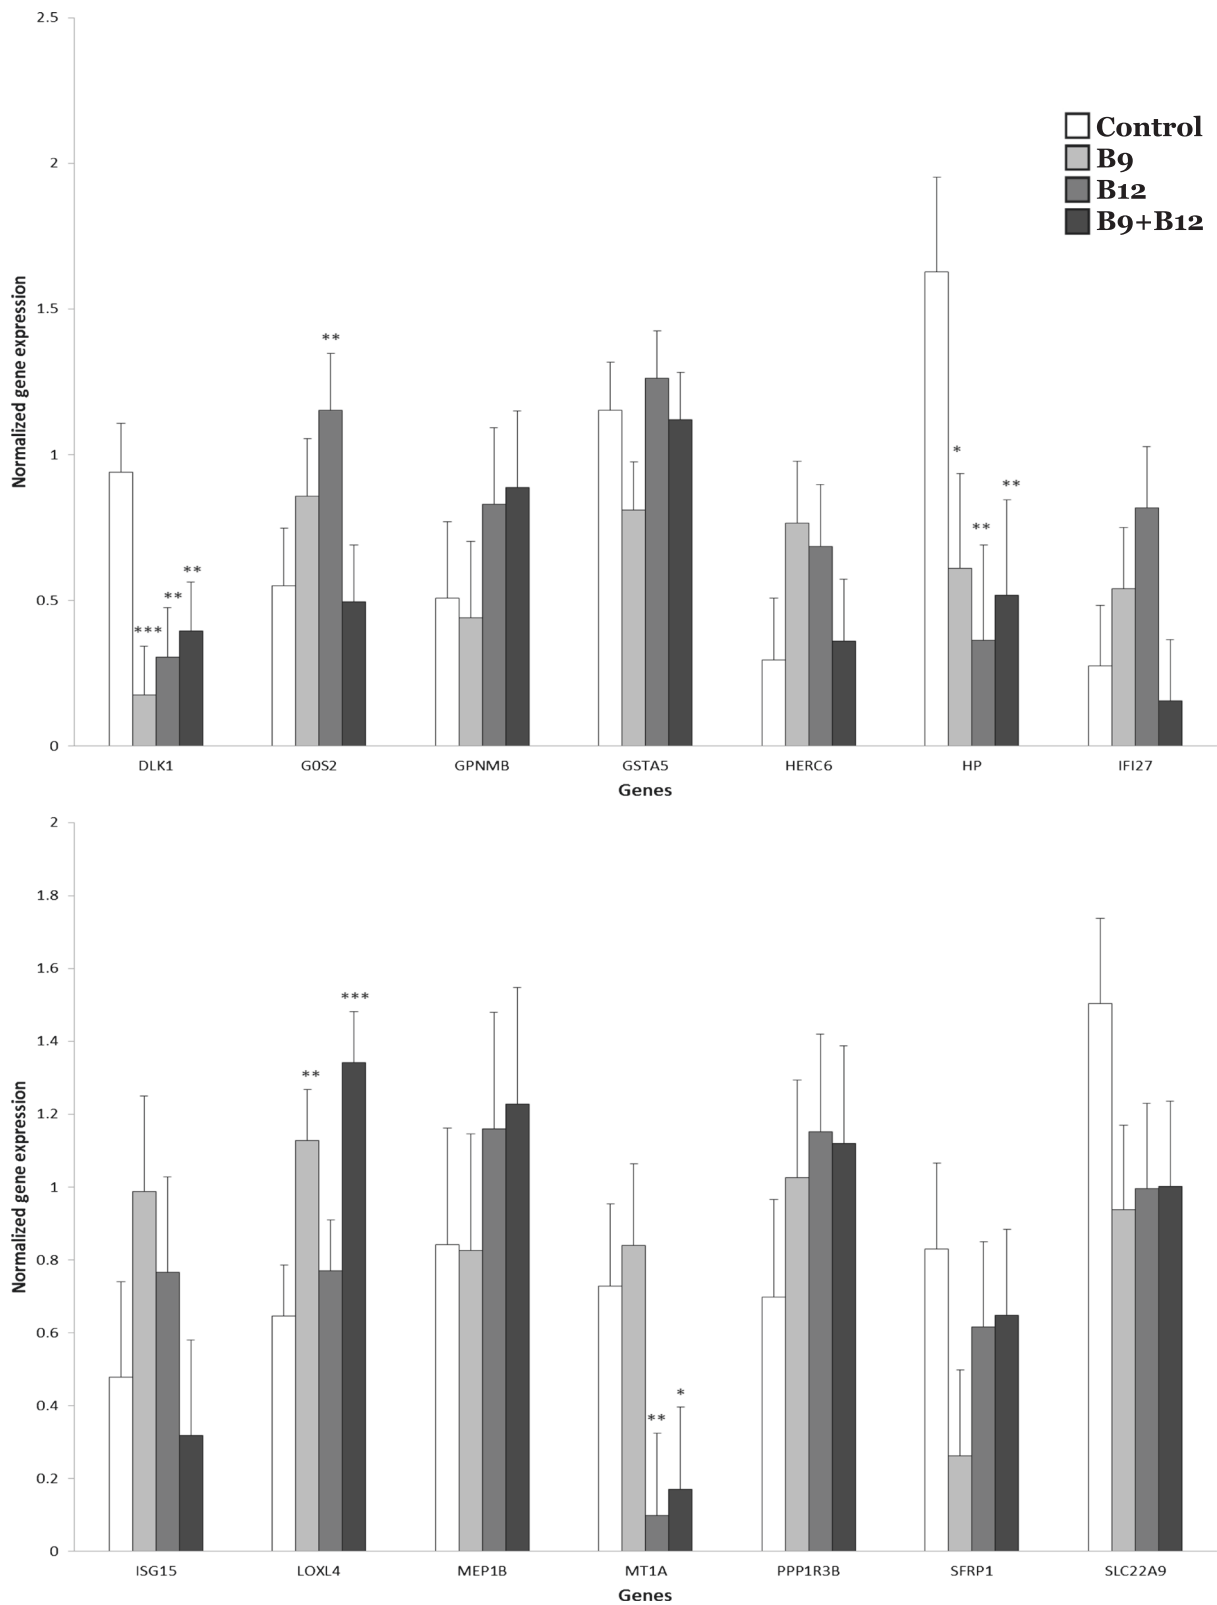 2.5
Control
B9
2
B12
B9+B12
Normalized gene expression
1.5
**
1
*
**
**
**
**
***
0.5
0
DLK1 G0S2 GPNMB GSTA5 HERC6 HP IFI27
Genes
2
1.8
1.6
1.4
***
Normalized gene expression
1.2
**
1
0.8
0.6
0.4
*
**
0.2
0
ISG15 LOXL4 MEP1B MT1A PPP1R3B SFRP1 SLC22A9
Genes